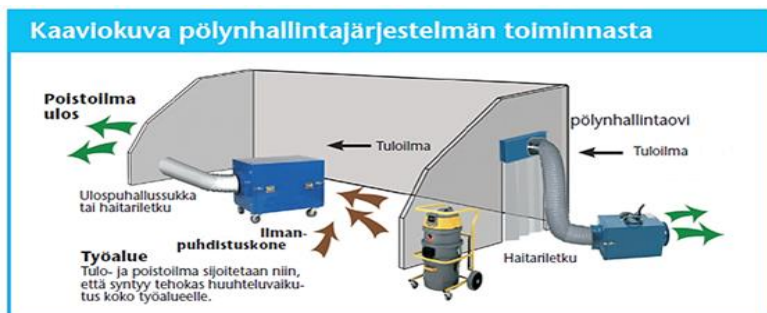 Kaaviokuva pölynhallintajärjestelmän toiminnasta
Poistoilma
ulos
pölynhallintaovi
Tuloilma
Tuloilma
Ulospuhallussukka
tai haitariletku
Ilman-
puhdistuskone
Työalue
Tulo- ja poistoilma sijoitetaan niin,
että syntyy tehokas huuhteluvaiku-
tus koko työalueelle.
Haitariletku